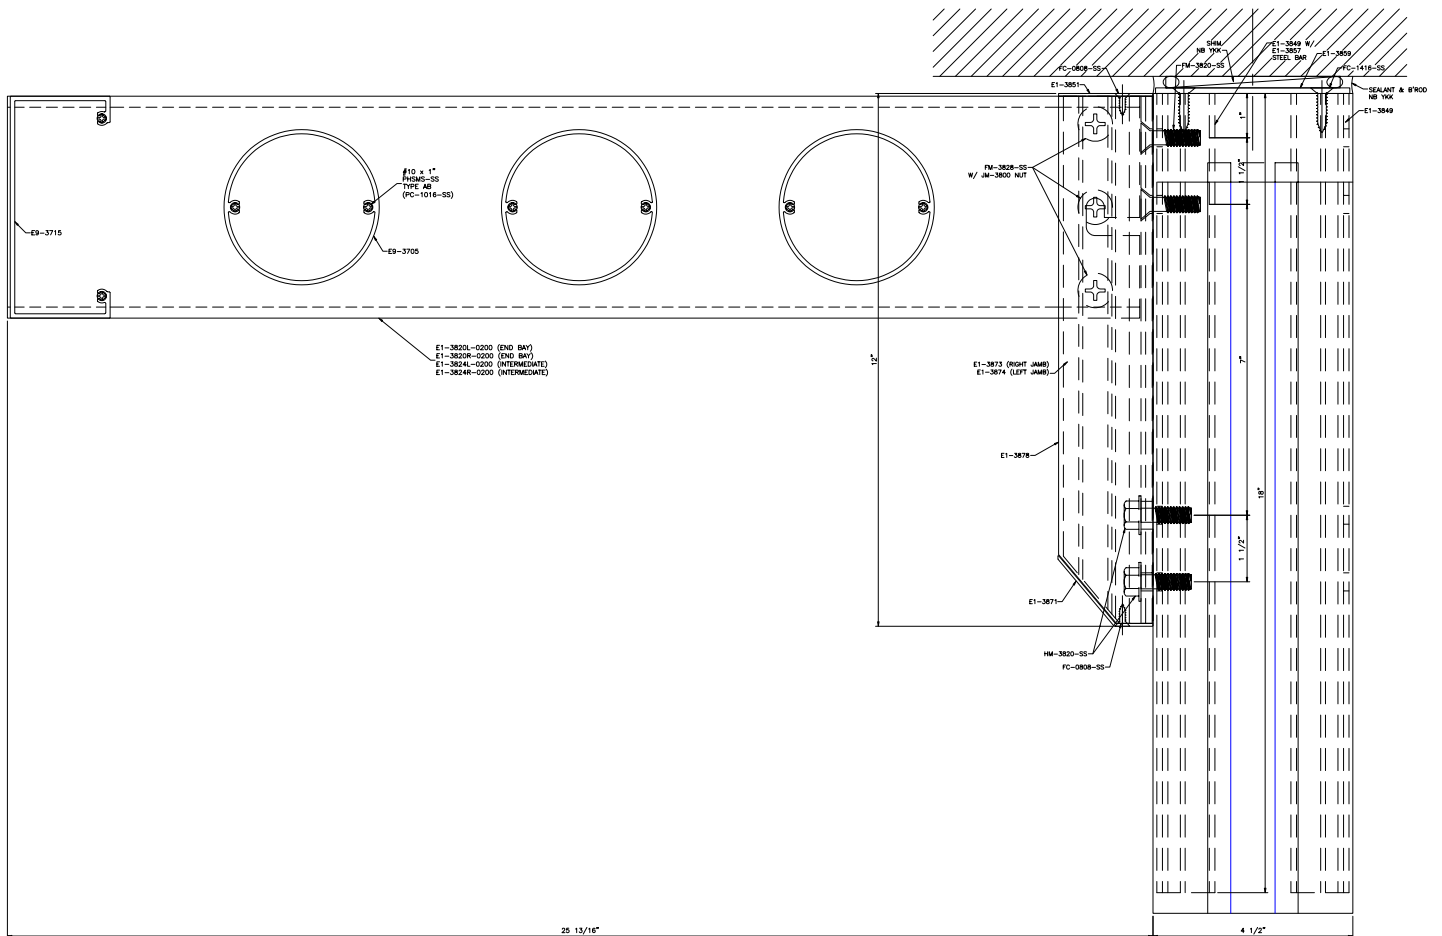 SHIM
NB YKK
E1-3849 W/
E1-3857
STEEL BAR
E1-3859
FM-3820-SS
FC-1416-SS
FC-0808-SS
E1-3851
SEALANT & B'ROD
NB YKK
E1-3849
1"
1 1/2"
#10 x 1"
PHSMS-SS
TYPE AB
(PC-1016-SS)
FM-3828-SS
W/ JM-3800 NUT
E9-3715
E9-3705
E1-3820L-0200 (END BAY)
E1-3820R-0200 (END BAY)
E1-3824L-0200 (INTERMEDIATE)
E1-3824R-0200 (INTERMEDIATE)
12"
E1-3873 (RIGHT JAMB)
E1-3874 (LEFT JAMB)
7"
E1-3878
18"
1 1/2"
E1-3871
HM-3820-SS
FC-0808-SS
25 13/16"
4 1/2"